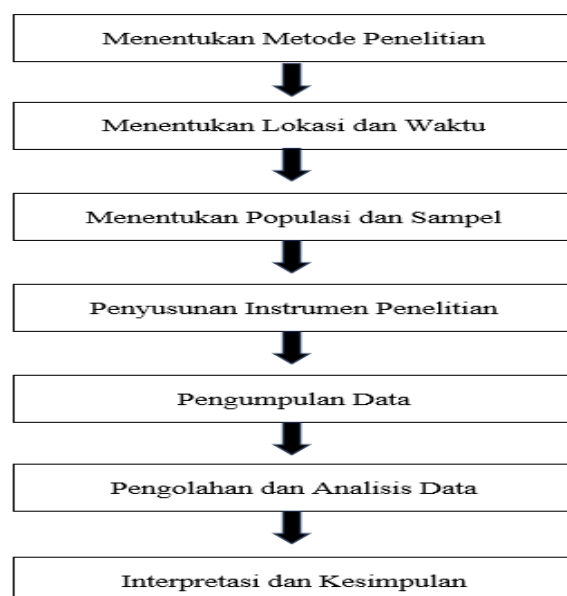 Menentukan Metode Penelitian
Menentukan Lokasi dan Waktu
Menentukan Populasi dan Sampel
Penyusunan Instrumen Penelitian
Pengumpulan Data
Pengolahan dan Analisis Data
Interpretasi dan Kesimpulan